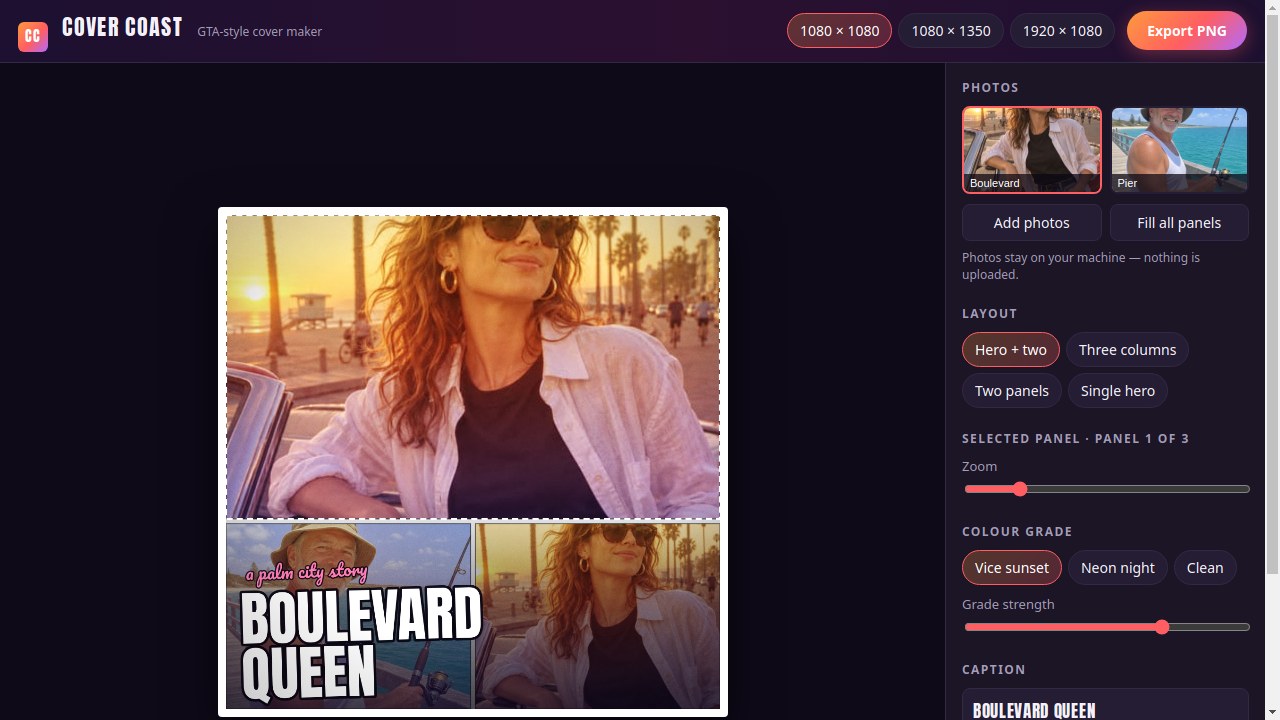 CC COVER COAST GTA-style cover maker 1080 × 1080 1080 × 1350 1920 × 1080 Export PNG
PHOTOS
Boulevard Pier
Add photos Fill all panels
Photos stay on your machine — nothing is
uploaded.
LAYOUT
Hero + two Three columns
Two panels Single hero
SELECTED PANEL · PANEL 1 OF 3
Zoom
COLOUR GRADE
Vice sunset Neon night Clean
Grade strength
CAPTION
BOULEVARD QUEEN
a palm city story
BOULEVARD
QUEEN